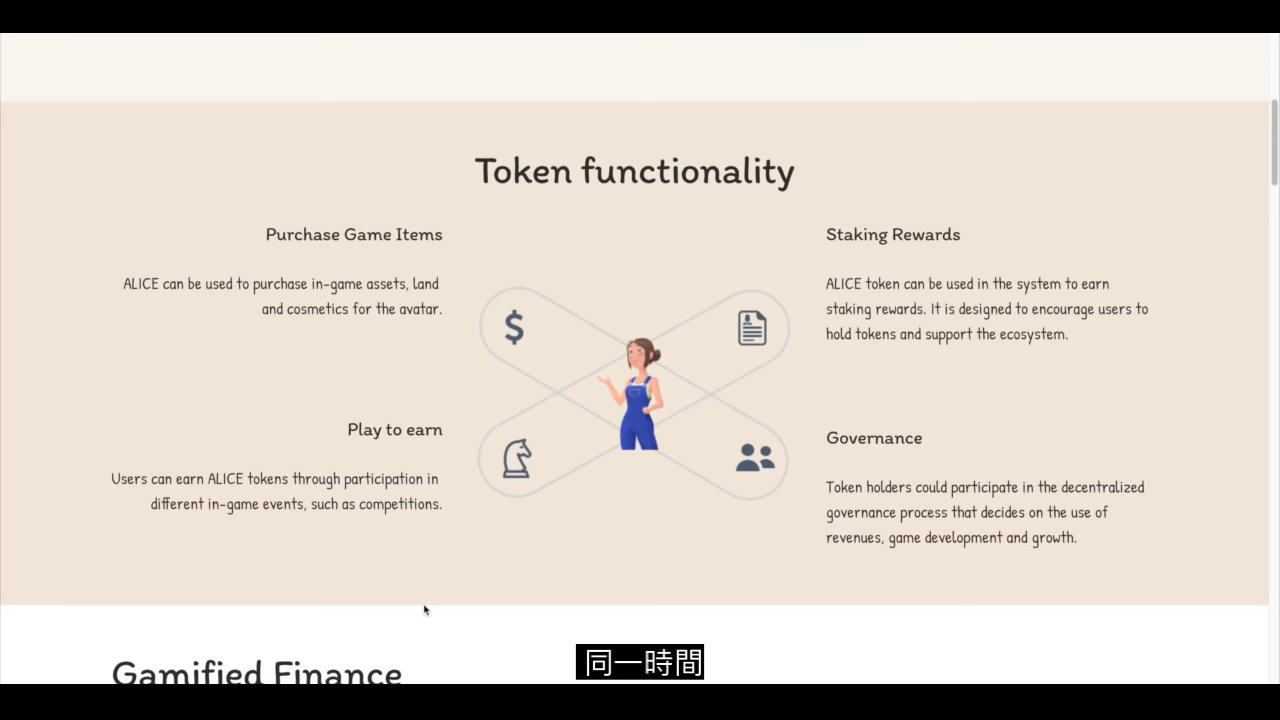 Token functionality
Purchase Game Items
ALICE can be used to purchase in-game assets, land
and cosmetics for the avatar.
Play to earn
Users can earn ALICE tokens through participation in
different in-game events, such as competitions.
Staking Rewards
ALICE token can be used in the system to earn
staking rewards. It is designed to encourage users to
hold tokens and support the ecosystem.
Governance
Token holders could participate in the decentralized
governance process that decides on the use of
revenues, game development and growth.
Gamified Finance
同一時間